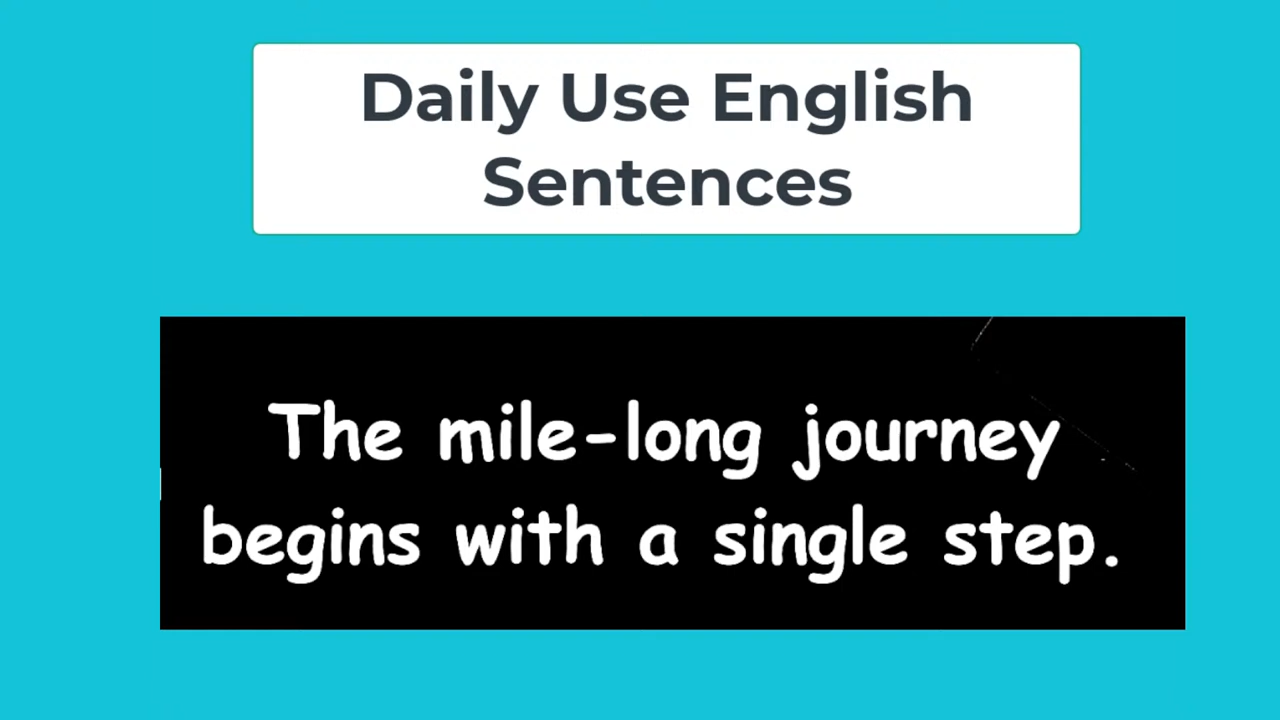 Daily Use English
Sentences
The mile-long journey
begins with a single step.